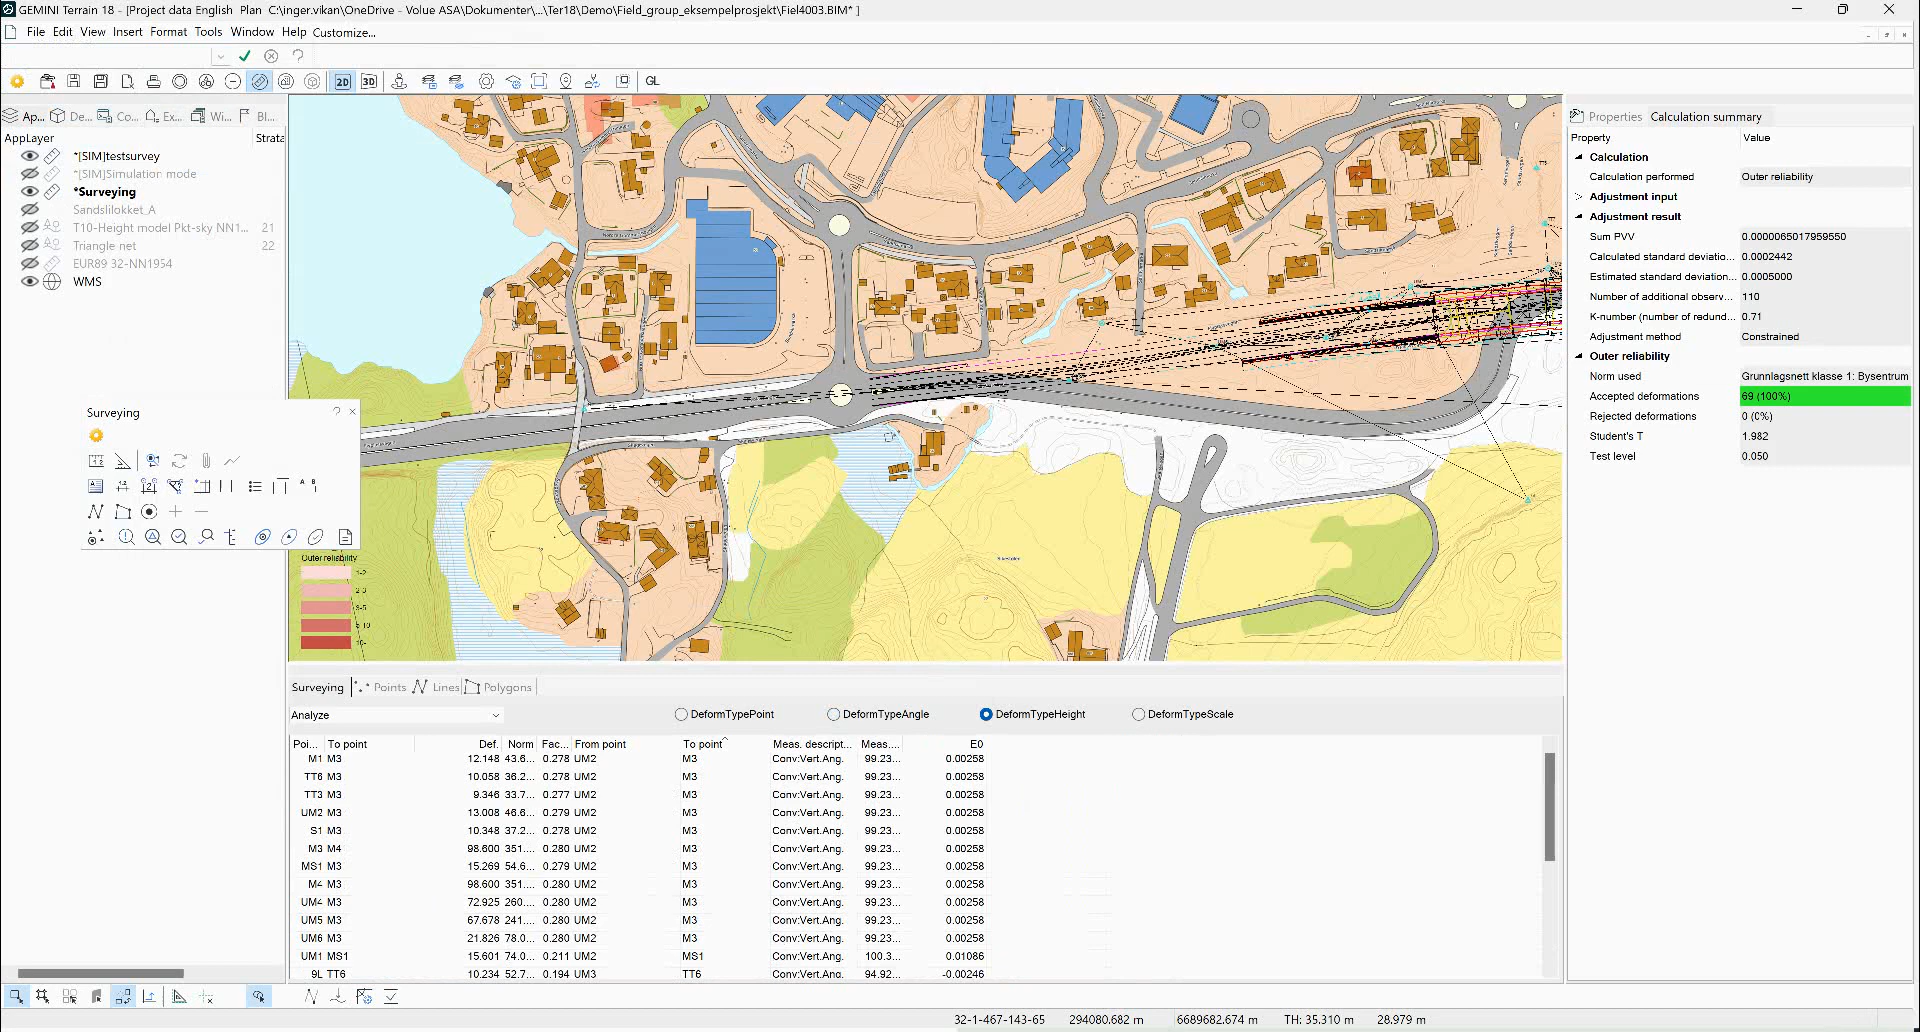 GEMINI Terrain 18 - [Project data English Plan C:\inger.vikan\OneDrive - Volue ASA\Dokumenter\...\Ter18\Demo\Field_group_eksempelprosjekt\Fiel4003.BIM* ]
File Edit View Insert Format Tools Window Help Customize...
2D 3D GL
Ap... De... Co... Ex... Wi... Bl...
AppLayer Strata
*[SIM]testsurvey
*[SIM]Simulation mode
*Surveying
Sandslilokket_A
T10-Height model Pkt-sky NN1... 21
Triangle net 22
EUR89 32-NN1954
WMS
Surveying
Outer reliability
1-2
2-3
3-5
5-10
10-
Properties Calculation summary
Property Value
Calculation
Calculation performed Outer reliability
Adjustment input
Adjustment result
Sum PVV 0.0000065017959550
Calculated standard deviatio... 0.0002442
Estimated standard deviation... 0.0005000
Number of additional observ... 110
K-number (number of redund... 0.71
Adjustment method Constrained
Outer reliability
Norm used Grunnlagsnett klasse 1: Bysentrum
Accepted deformations 69 (100%)
Rejected deformations 0 (0%)
Student's T 1.982
Test level 0.050
Surveying Points Lines Polygons
Analyze DeformTypePoint DeformTypeAngle DeformTypeHeight DeformTypeScale
Poi... To point Def. Norm Fac... From point To point Meas. descript... Meas.... E0
M1 M3 12.148 43.6... 0.278 UM2 M3 Conv:Vert.Ang. 99.23... 0.00258
TT6 M3 10.058 36.2... 0.278 UM2 M3 Conv:Vert.Ang. 99.23... 0.00258
TT3 M3 9.346 33.7... 0.277 UM2 M3 Conv:Vert.Ang. 99.23... 0.00258
UM2 M3 13.008 46.6... 0.279 UM2 M3 Conv:Vert.Ang. 99.23... 0.00258
S1 M3 10.348 37.2... 0.278 UM2 M3 Conv:Vert.Ang. 99.23... 0.00258
M3 M4 98.600 351.... 0.280 UM2 M3 Conv:Vert.Ang. 99.23... 0.00258
MS1 M3 15.269 54.6... 0.279 UM2 M3 Conv:Vert.Ang. 99.23... 0.00258
M4 M3 98.600 351.... 0.280 UM2 M3 Conv:Vert.Ang. 99.23... 0.00258
UM4 M3 72.925 260.... 0.280 UM2 M3 Conv:Vert.Ang. 99.23... 0.00258
UM5 M3 67.678 241.... 0.280 UM2 M3 Conv:Vert.Ang. 99.23... 0.00258
UM6 M3 21.826 78.0... 0.280 UM2 M3 Conv:Vert.Ang. 99.23... 0.00258
UM1 MS1 15.601 74.0... 0.211 UM2 MS1 Conv:Vert.Ang. 100.3... 0.01086
9L TT6 10.234 52.7... 0.194 UM3 TT6 Conv:Vert.Ang. 94.92... -0.00246
32-1-467-143-65 294080.682 m 6689682.674 m TH: 35.310 m 28.979 m